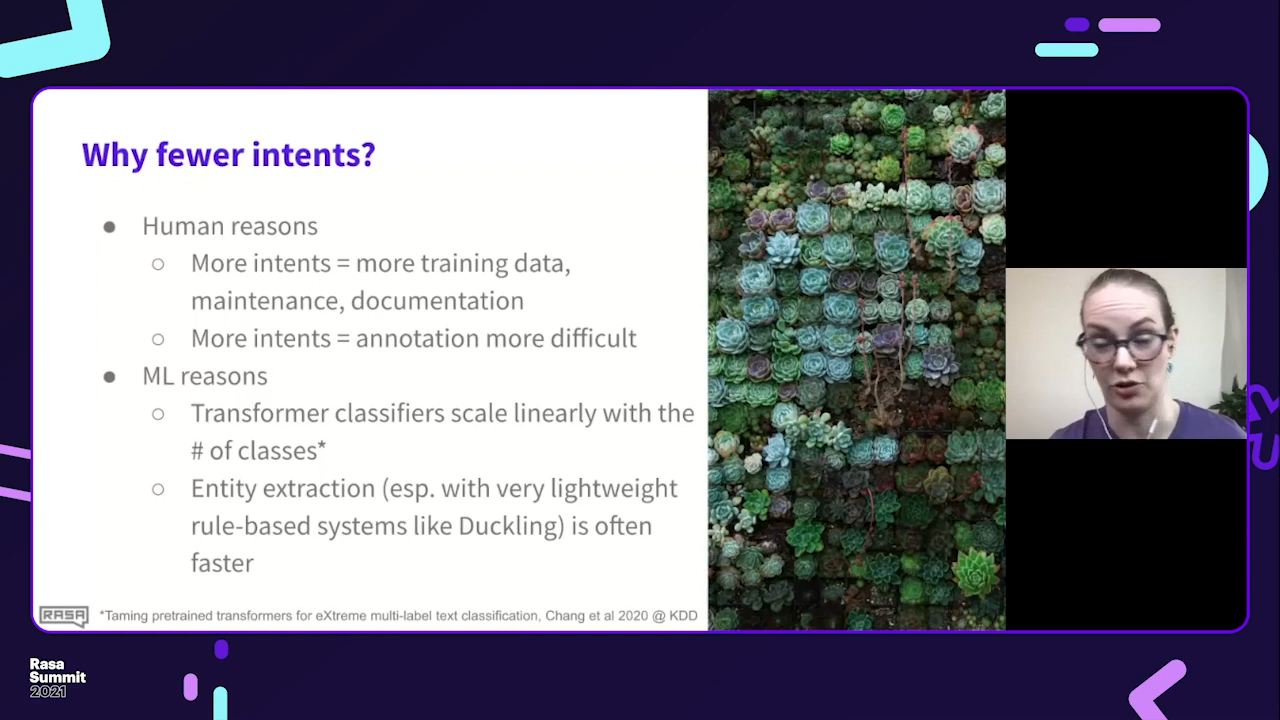 Why fewer intents?
● Human reasons
○ More intents = more training data,
maintenance, documentation
○ More intents = annotation more difficult
● ML reasons
○ Transformer classifiers scale linearly with the
# of classes*
○ Entity extraction (esp. with very lightweight
rule-based systems like Duckling) is often
faster
RASA
*Taming pretrained transformers for eXtreme multi-label text classification, Chang et al 2020 @ KDD
Rasa
Summit
2021